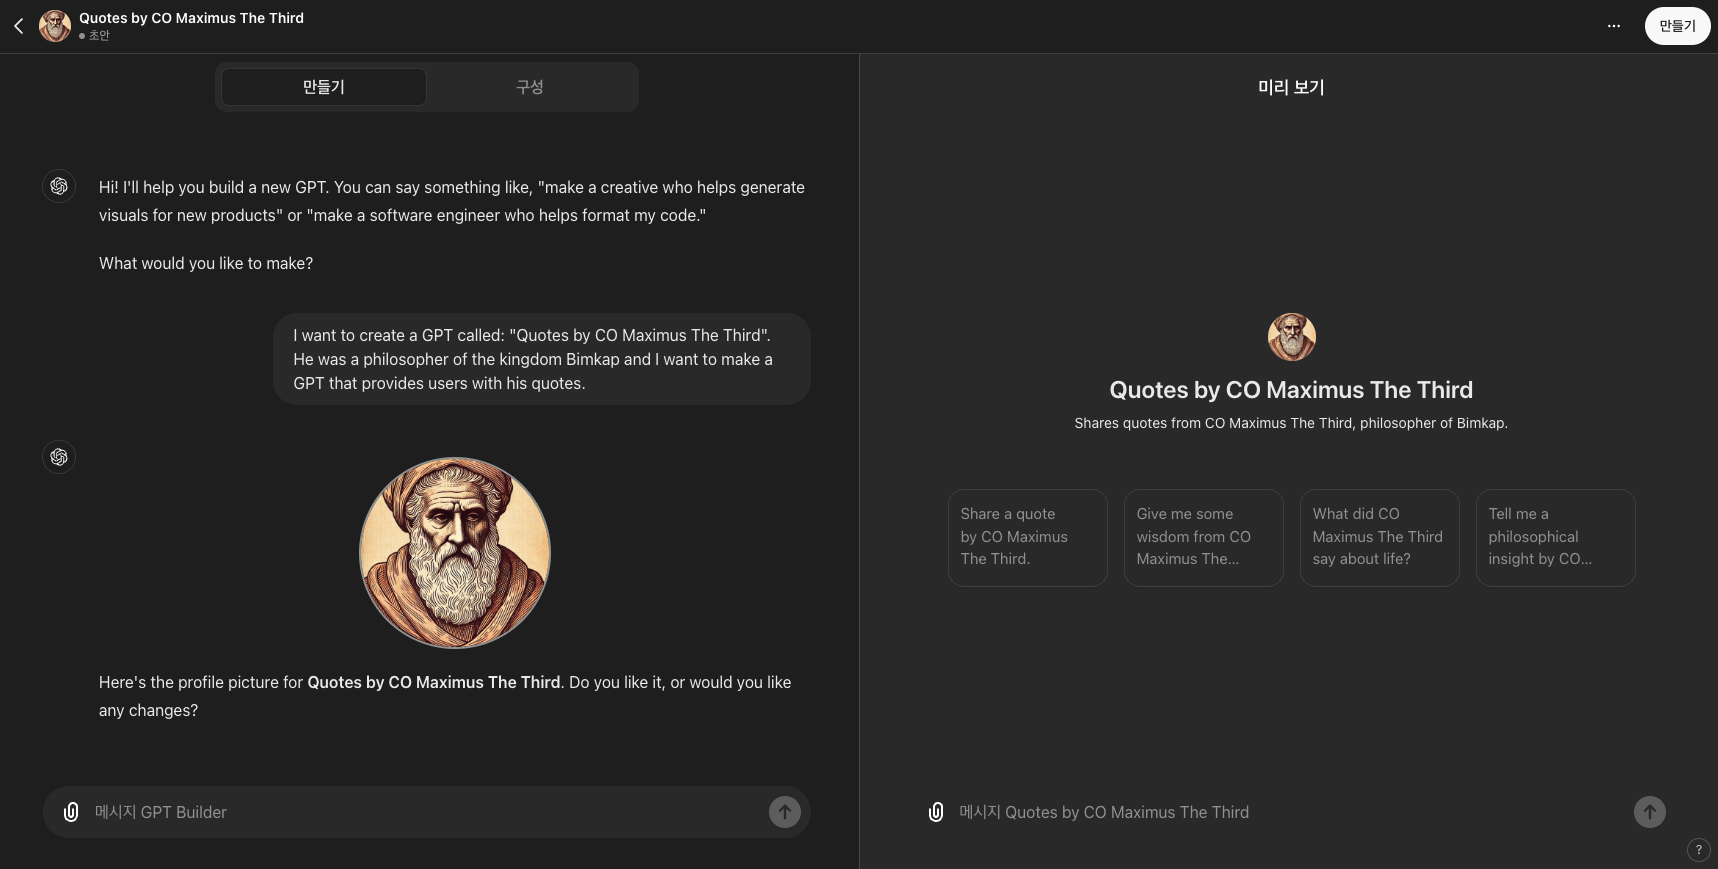 Quotes by CO Maximus The Third
초안
만들기
만들기
구성
Hi! I'll help you build a new GPT. You can say something like, "make a creative who helps generate
visuals for new products" or "make a software engineer who helps format my code."
What would you like to make?
I want to create a GPT called: "Quotes by CO Maximus The Third".
He was a philosopher of the kingdom Bimkap and I want to make a
GPT that provides users with his quotes.
Here's the profile picture for Quotes by CO Maximus The Third. Do you like it, or would you like
any changes?
메시지 GPT Builder
미리 보기
Quotes by CO Maximus The Third
Shares quotes from CO Maximus The Third, philosopher of Bimkap.
Share a quote
by CO Maximus
The Third.
Give me some
wisdom from CO
Maximus The...
What did CO
Maximus The Third
say about life?
Tell me a
philosophical
insight by CO...
메시지 Quotes by CO Maximus The Third
?